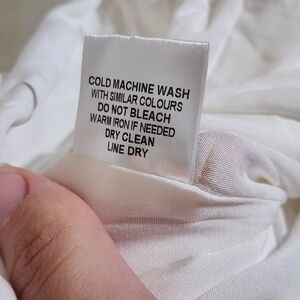 COLD MACHINE WASH
WITH SIMILAR COLOURS
DO NOT BLEACH
WARM IRON IF NEEDED
DRY CLEAN
LINE DRY